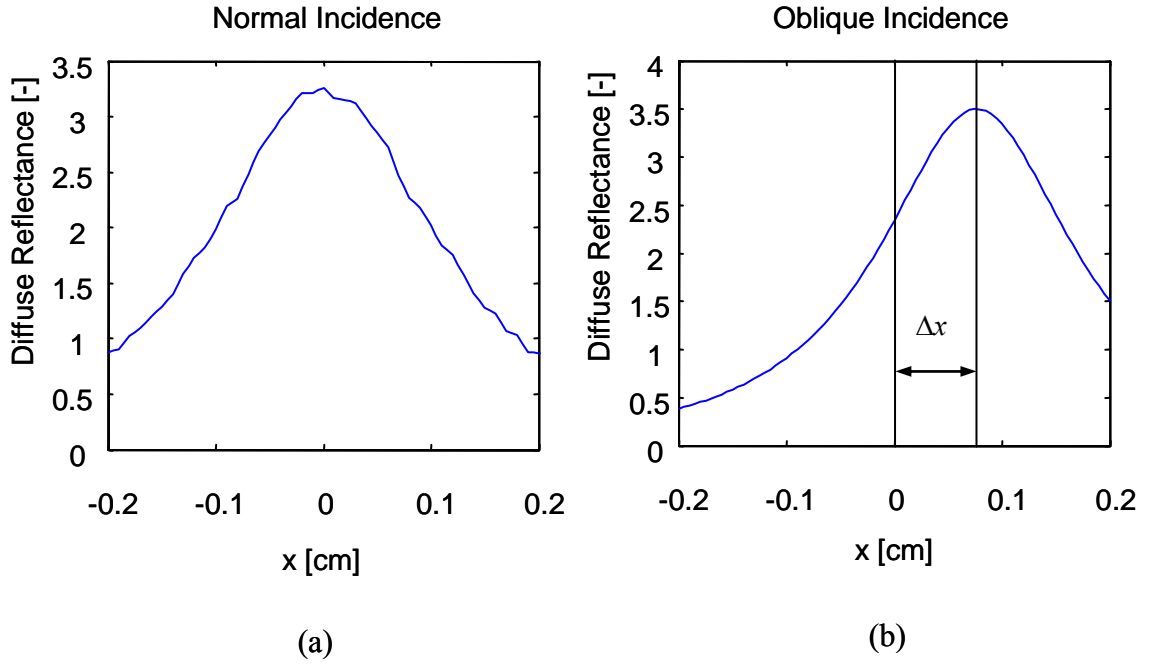 Normal Incidence
Diffuse Reflectance [-]
3.5
3
2.5
2
1.5
1
0.5
0
-0.2 -0.1 0 0.1 0.2
x [cm]
(a)
Oblique Incidence
Diffuse Reflectance [-]
4
3.5
3
2.5
2
1.5
1
0.5
0
Δx
-0.2 -0.1 0 0.1 0.2
x [cm]
(b)